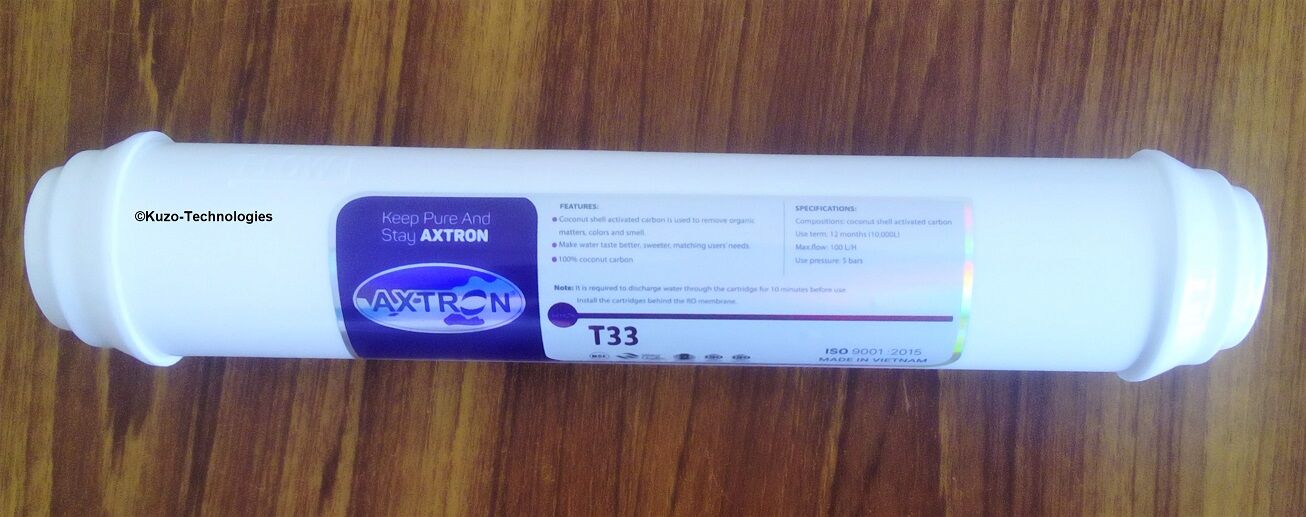 ©Kuzo-Technologies
Keep Pure And
Stay AXTRON
AXTRON
FEATURES:
Coconut shell activated carbon is used to remove organic
matters, colors and smell.
Make water taste better, sweeter, matching users' needs.
100% coconut carbon
SPECIFICATIONS:
Compositions: coconut shell activated carbon
Use term: 12 months (10,000L)
Max.flow: 100 L/H
Use pressure: 5 bars
Note: It is required to discharge water through the cartridge for 10 minutes before use.
Install the cartridges behind the RO membrane.
T33
ISO 9001 :2015
MADE IN VIETNAM